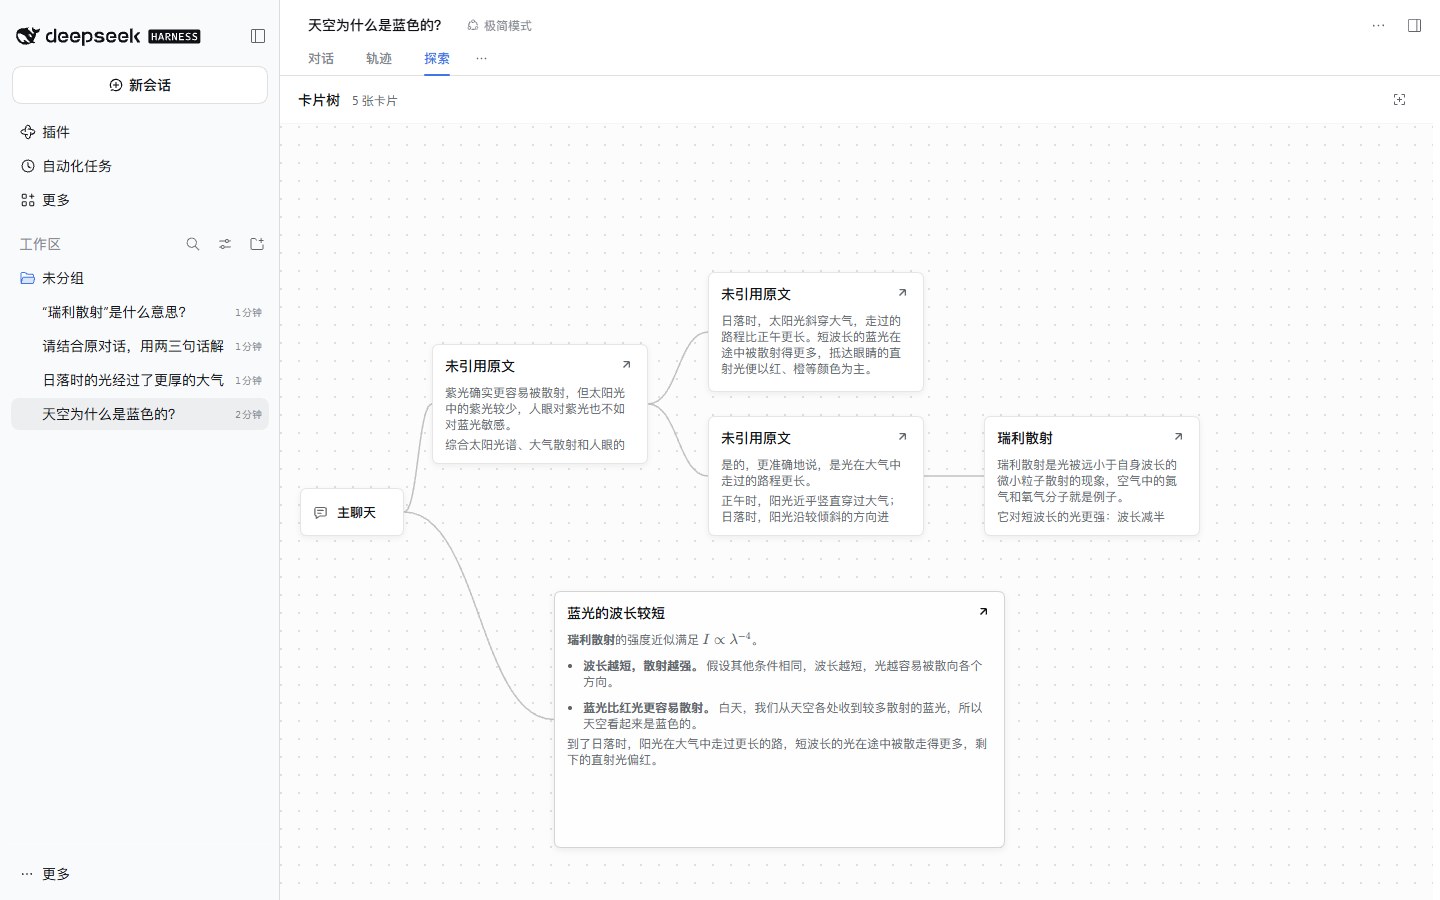 deepseek HARNESS
新会话
插件
自动化任务
更多
工作区
未分组
“瑞利散射”是什么意思？ 1分钟
请结合原对话，用两三句话解 1分钟
日落时的光经过了更厚的大气 1分钟
天空为什么是蓝色的？ 2分钟
更多
天空为什么是蓝色的？ 极简模式
对话 轨迹 探索
卡片树 5 张卡片
主聊天
未引用原文
紫光确实更容易被散射，但太阳光
中的紫光较少，人眼对紫光也不如
对蓝光敏感。
综合太阳光谱、大气散射和人眼的
未引用原文
日落时，太阳光斜穿大气，走过的
路程比正午更长。短波长的蓝光在
途中被散射得更多，抵达眼睛的直
射光便以红、橙等颜色为主。
未引用原文
是的，更准确地说，是光在大气中
走过的路程更长。
正午时，阳光近乎竖直穿过大气；
日落时，阳光沿较倾斜的方向进
瑞利散射
瑞利散射是光被远小于自身波长的
微小粒子散射的现象，空气中的氮
气和氧气分子就是例子。
它对短波长的光更强：波长减半
蓝光的波长较短
瑞利散射的强度近似满足 I ∝ λ⁻⁴。
• 波长越短，散射越强。 假设其他条件相同，波长越短，光越容易被散向各个
方向。
• 蓝光比红光更容易散射。 白天，我们从天空各处收到较多散射的蓝光，所以
天空看起来是蓝色的。
到了日落时，阳光在大气中走过更长的路，短波长的光在途中被散走得更多，剩
下的直射光偏红。